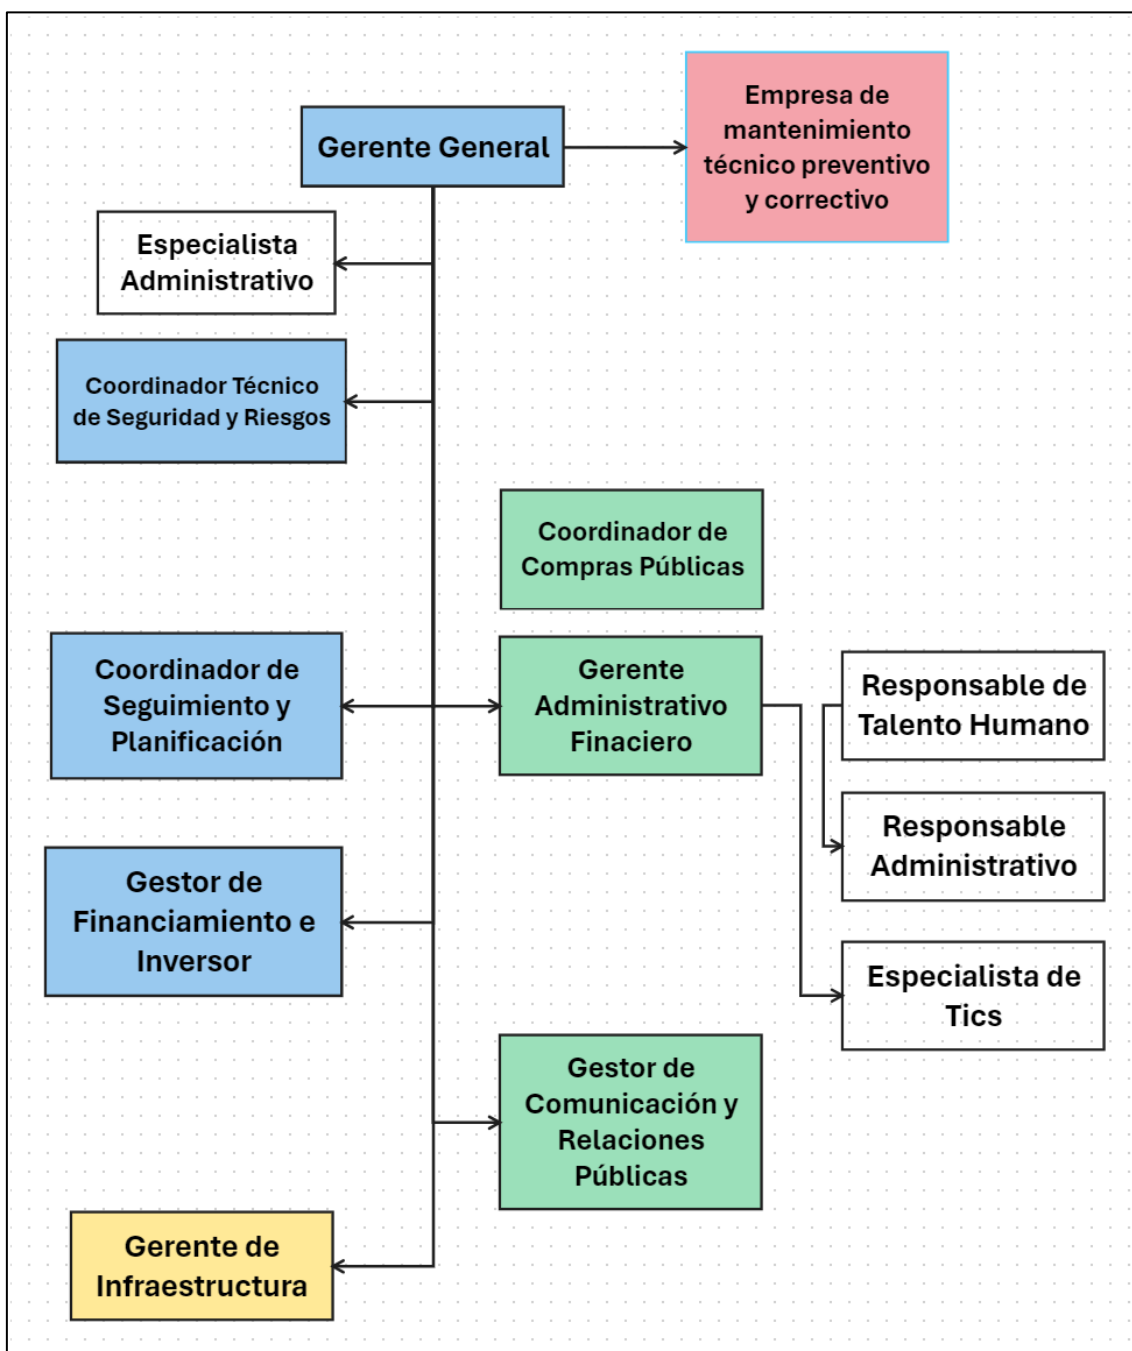 Gerente General
Empresa de
mantenimiento
técnico preventivo
y correctivo
Especialista
Administrativo
Coordinador Técnico
de Seguridad y Riesgos
Coordinador de
Compras Públicas
Coordinador de
Seguimiento y
Planificación
Gerente
Administrativo
Finaciero
Responsable de
Talento Humano
Responsable
Administrativo
Gestor de
Financiamiento e
Inversor
Especialista de
Tics
Gestor de
Comunicación y
Relaciones
Públicas
Gerente de
Infraestructura